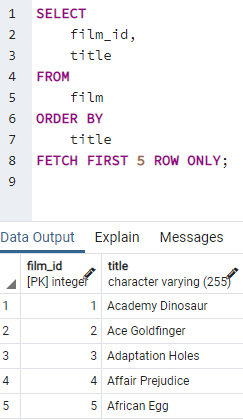 1 SELECT
2 film_id,
3 title
4 FROM
5 film
6 ORDER BY
7 title
8 FETCH FIRST 5 ROW ONLY;
9
Data Output Explain Messages
film_id title
[PK] integer character varying (255)
1 1 Academy Dinosaur
2 2 Ace Goldfinger
3 3 Adaptation Holes
4 4 Affair Prejudice
5 5 African Egg